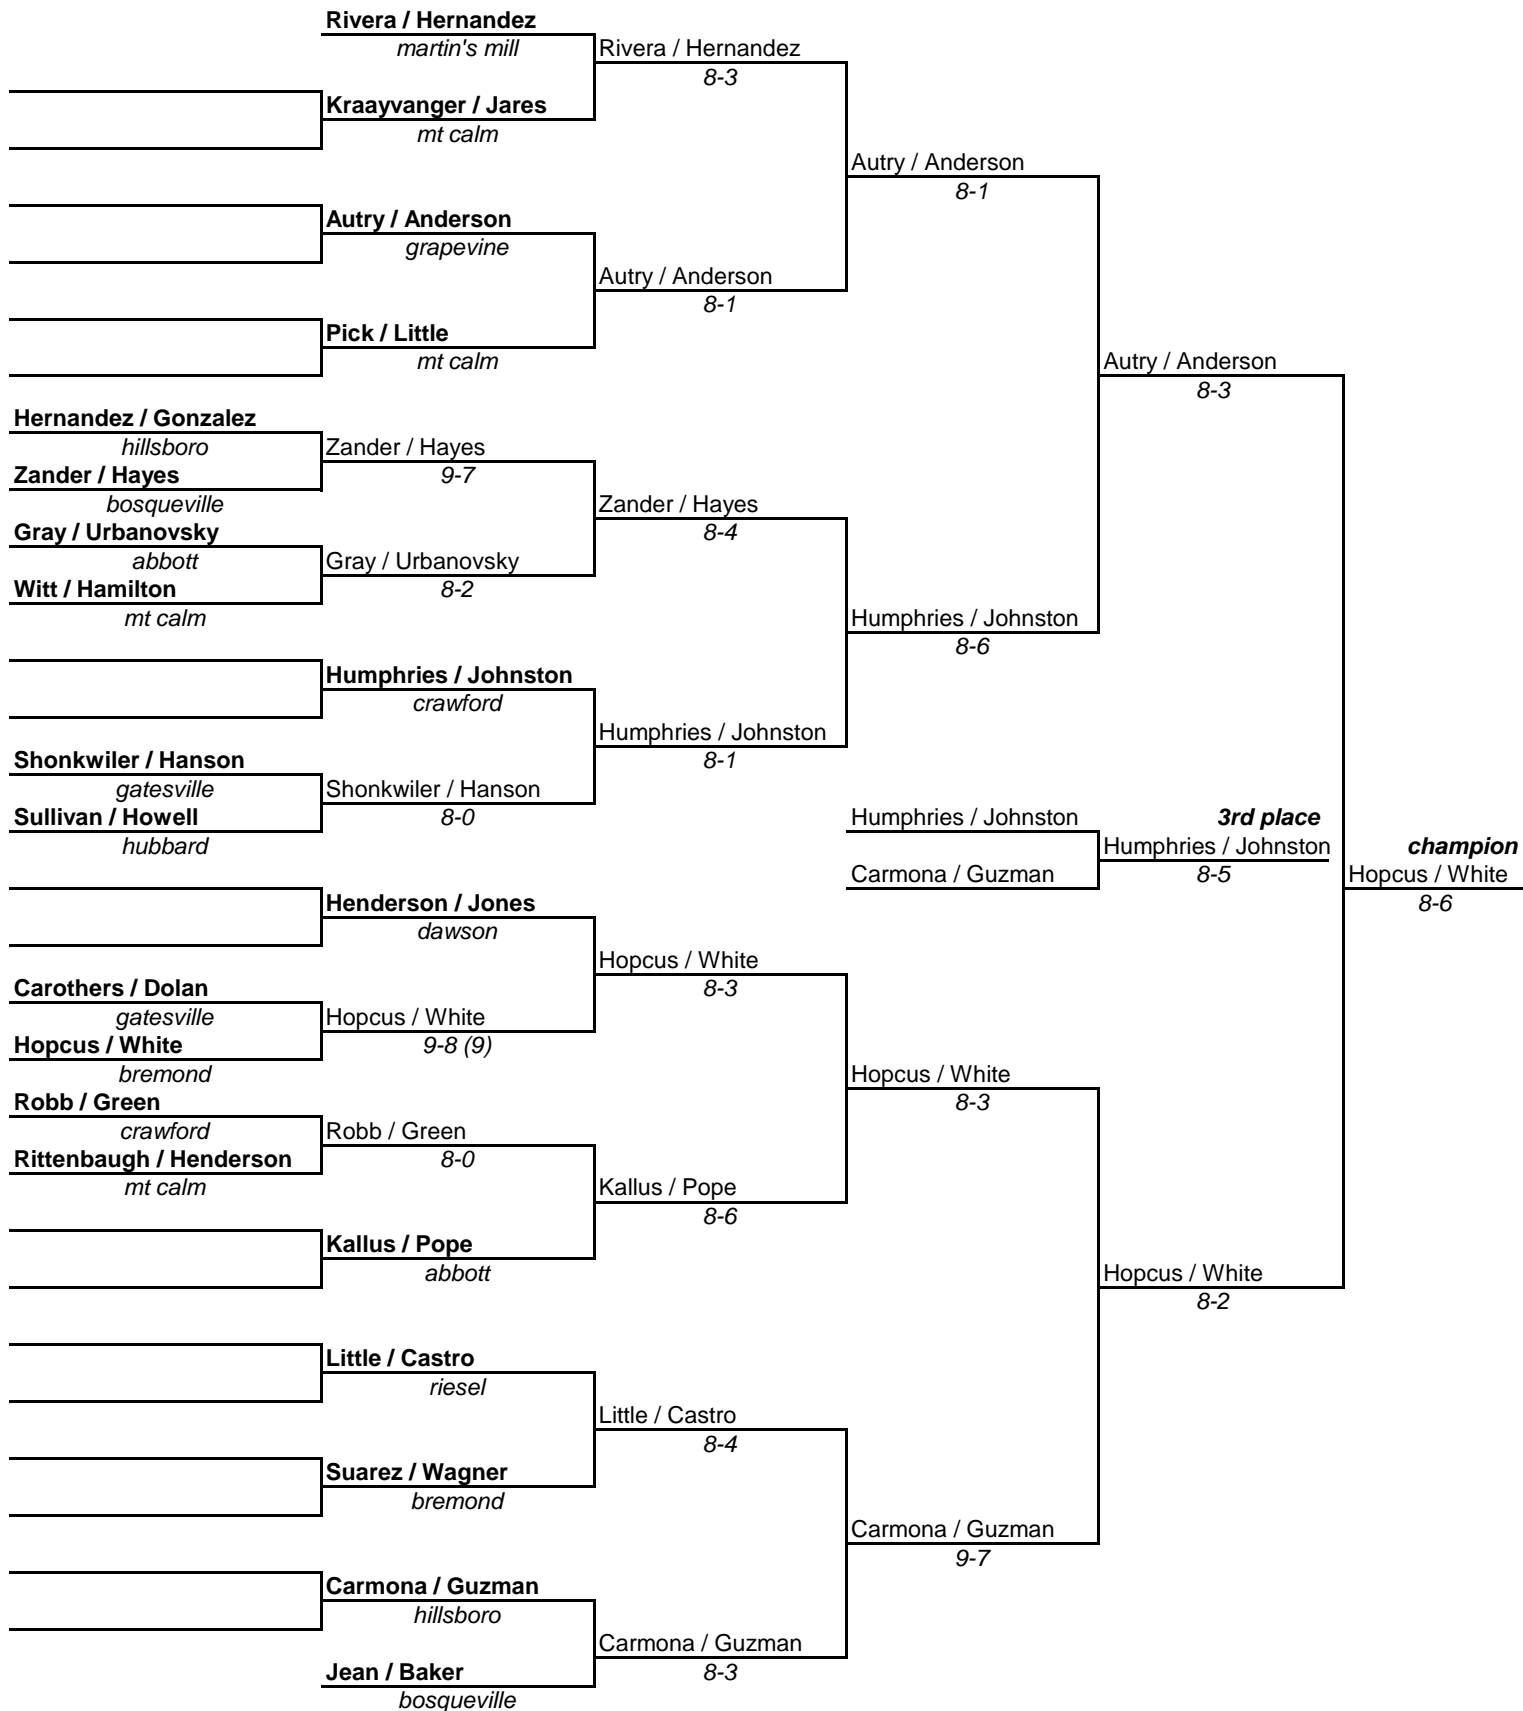 Rivera / Hernandez
martin's mill
Rivera / Hernandez
8-3
Kraayvanger / Jares
mt calm
Autry / Anderson
8-1
Autry / Anderson
grapevine
Autry / Anderson
8-1
Pick / Little
mt calm
Autry / Anderson
8-3
Hernandez / Gonzalez
hillsboro
Zander / Hayes
9-7
Zander / Hayes
bosqueville
Zander / Hayes
8-4
Gray / Urbanovsky
abbott
Gray / Urbanovsky
8-2
Witt / Hamilton
mt calm
Humphries / Johnston
8-6
Humphries / Johnston
crawford
Humphries / Johnston
8-1
Shonkwiler / Hanson
gatesville
Shonkwiler / Hanson
8-0
Sullivan / Howell
hubbard
Humphries / Johnston
3rd place
Humphries / Johnston
8-5
Carmona / Guzman
champion
Hopcus / White
8-6
Henderson / Jones
dawson
Hopcus / White
8-3
Carothers / Dolan
gatesville
Hopcus / White
9-8 (9)
Hopcus / White
bremond
Hopcus / White
8-3
Robb / Green
crawford
Robb / Green
8-0
Rittenbaugh / Henderson
mt calm
Kallus / Pope
8-6
Kallus / Pope
abbott
Hopcus / White
8-2
Little / Castro
riesel
Little / Castro
8-4
Suarez / Wagner
bremond
Carmona / Guzman
9-7
Carmona / Guzman
hillsboro
Carmona / Guzman
8-3
Jean / Baker
bosqueville